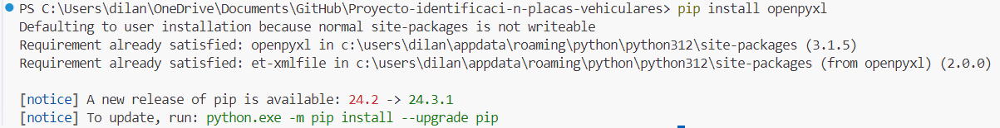 PS C:\Users\dilan\OneDrive\Documents\GitHub\Proyecto-identificaci-n-placas-vehiculares> pip install openpyxl
Defaulting to user installation because normal site-packages is not writeable
Requirement already satisfied: openpyxl in c:\users\dilan\appdata\roaming\python\python312\site-packages (3.1.5)
Requirement already satisfied: et-xmlfile in c:\users\dilan\appdata\roaming\python\python312\site-packages (from openpyxl) (2.0.0)
[notice] A new release of pip is available: 24.2 -> 24.3.1
[notice] To update, run: python.exe -m pip install --upgrade pip